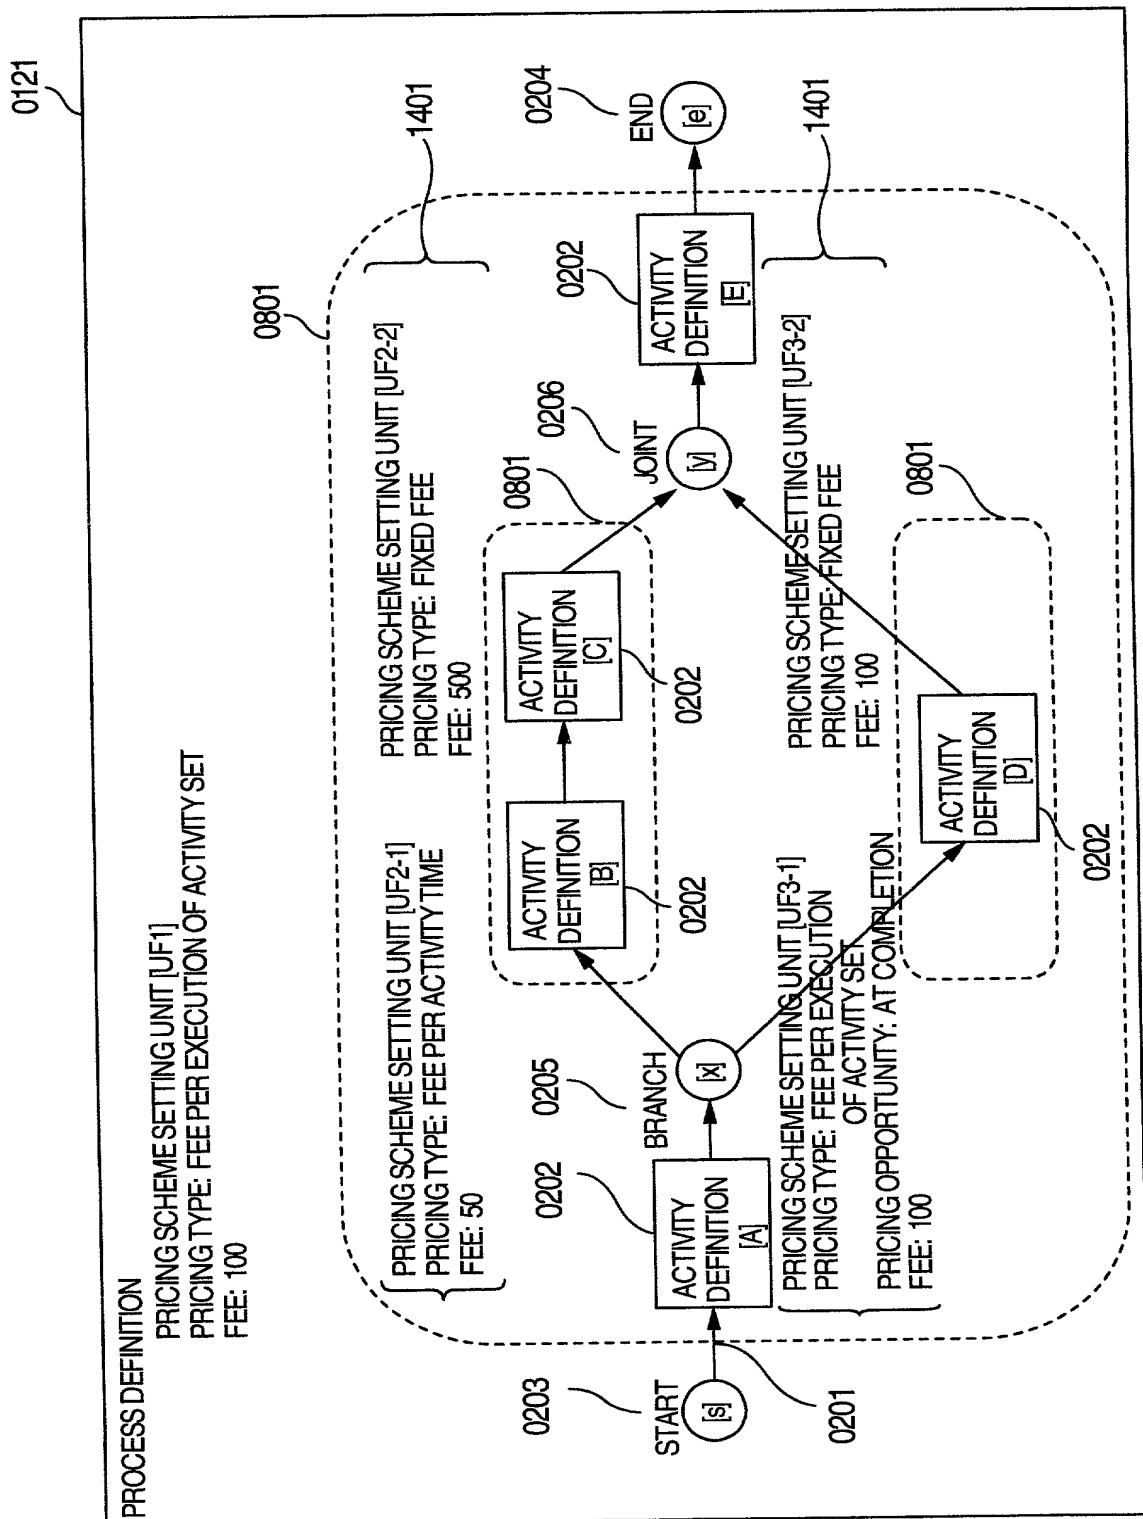 0121
PROCESS DEFINITION
PRICING SCHEME SETTING UNIT [UF1]
PRICING TYPE: FEE PER EXECUTION OF ACTIVITY SET
FEE: 100
0801
PRICING SCHEME SETTING UNIT [UF2-1]
PRICING TYPE: FEE PER ACTIVITY TIME
FEE: 50
PRICING SCHEME SETTING UNIT [UF2-2]
PRICING TYPE: FIXED FEE
FEE: 500
1401
0801
ACTIVITY
DEFINITION
[B]
0202
ACTIVITY
DEFINITION
[C]
0202
0203
START
[s]
0201
0202
ACTIVITY
DEFINITION
[A]
0205
BRANCH
[x]
0206
JOINT
[y]
0202
ACTIVITY
DEFINITION
[E]
0204
END
[e]
PRICING SCHEME SETTING UNIT [UF3-1]
PRICING TYPE: FEE PER EXECUTION
OF ACTIVITY SET
PRICING OPPORTUNITY: AT COMPLETION
FEE: 100
PRICING SCHEME SETTING UNIT [UF3-2]
PRICING TYPE: FIXED FEE
FEE: 100
1401
0801
ACTIVITY
DEFINITION
[D]
0202